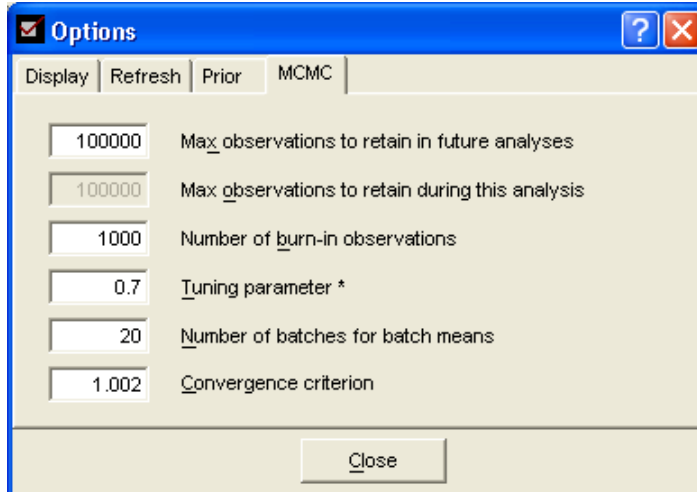 Options
Display Refresh Prior MCMC
100000 Max observations to retain in future analyses
100000 Max observations to retain during this analysis
1000 Number of burn-in observations
0.7 Tuning parameter *
20 Number of batches for batch means
1.002 Convergence criterion
Close